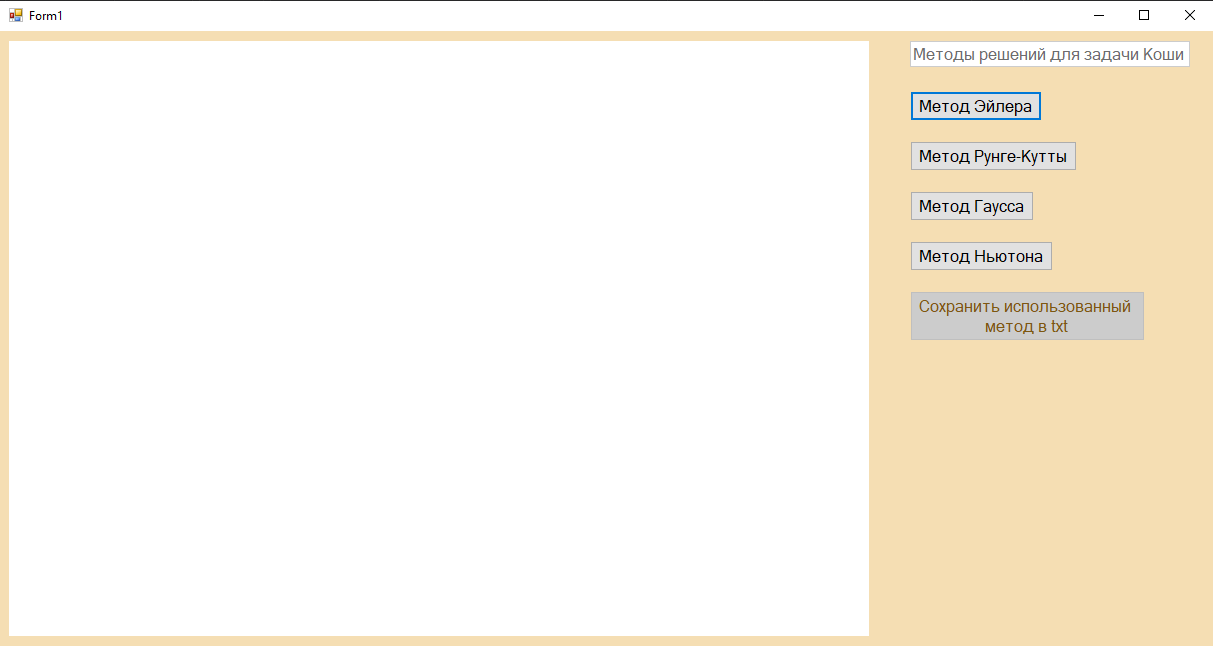 Form1
Методы решений для задачи Коши
Метод Эйлера
Метод Рунге-Кутты
Метод Гаусса
Метод Ньютона
Сохранить использованный
метод в txt